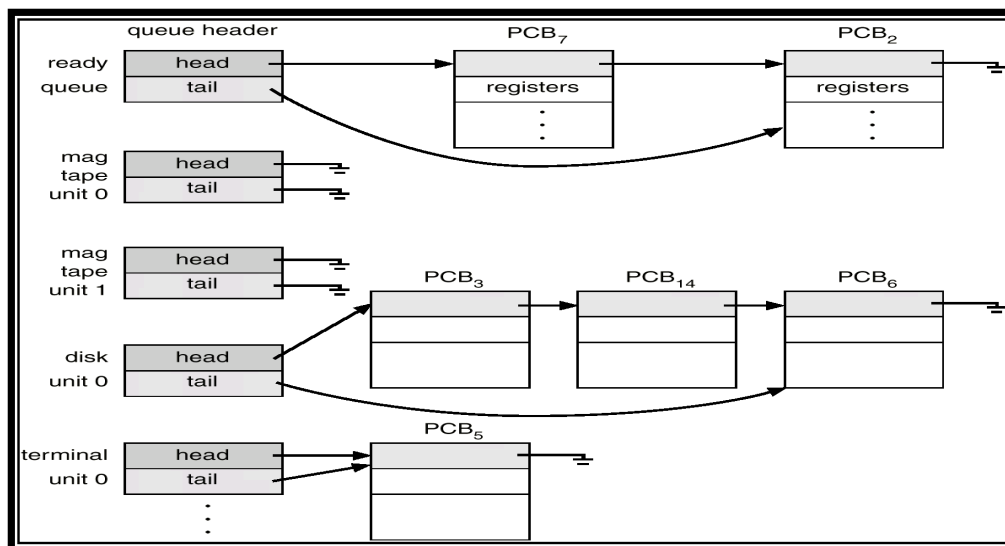 queue header
PCB7
PCB2
ready
queue
head
tail
registers
registers
mag
tape
unit 0
head
tail
mag
tape
unit 1
head
tail
PCB3
PCB14
PCB6
disk
unit 0
head
tail
PCB5
terminal
unit 0
head
tail